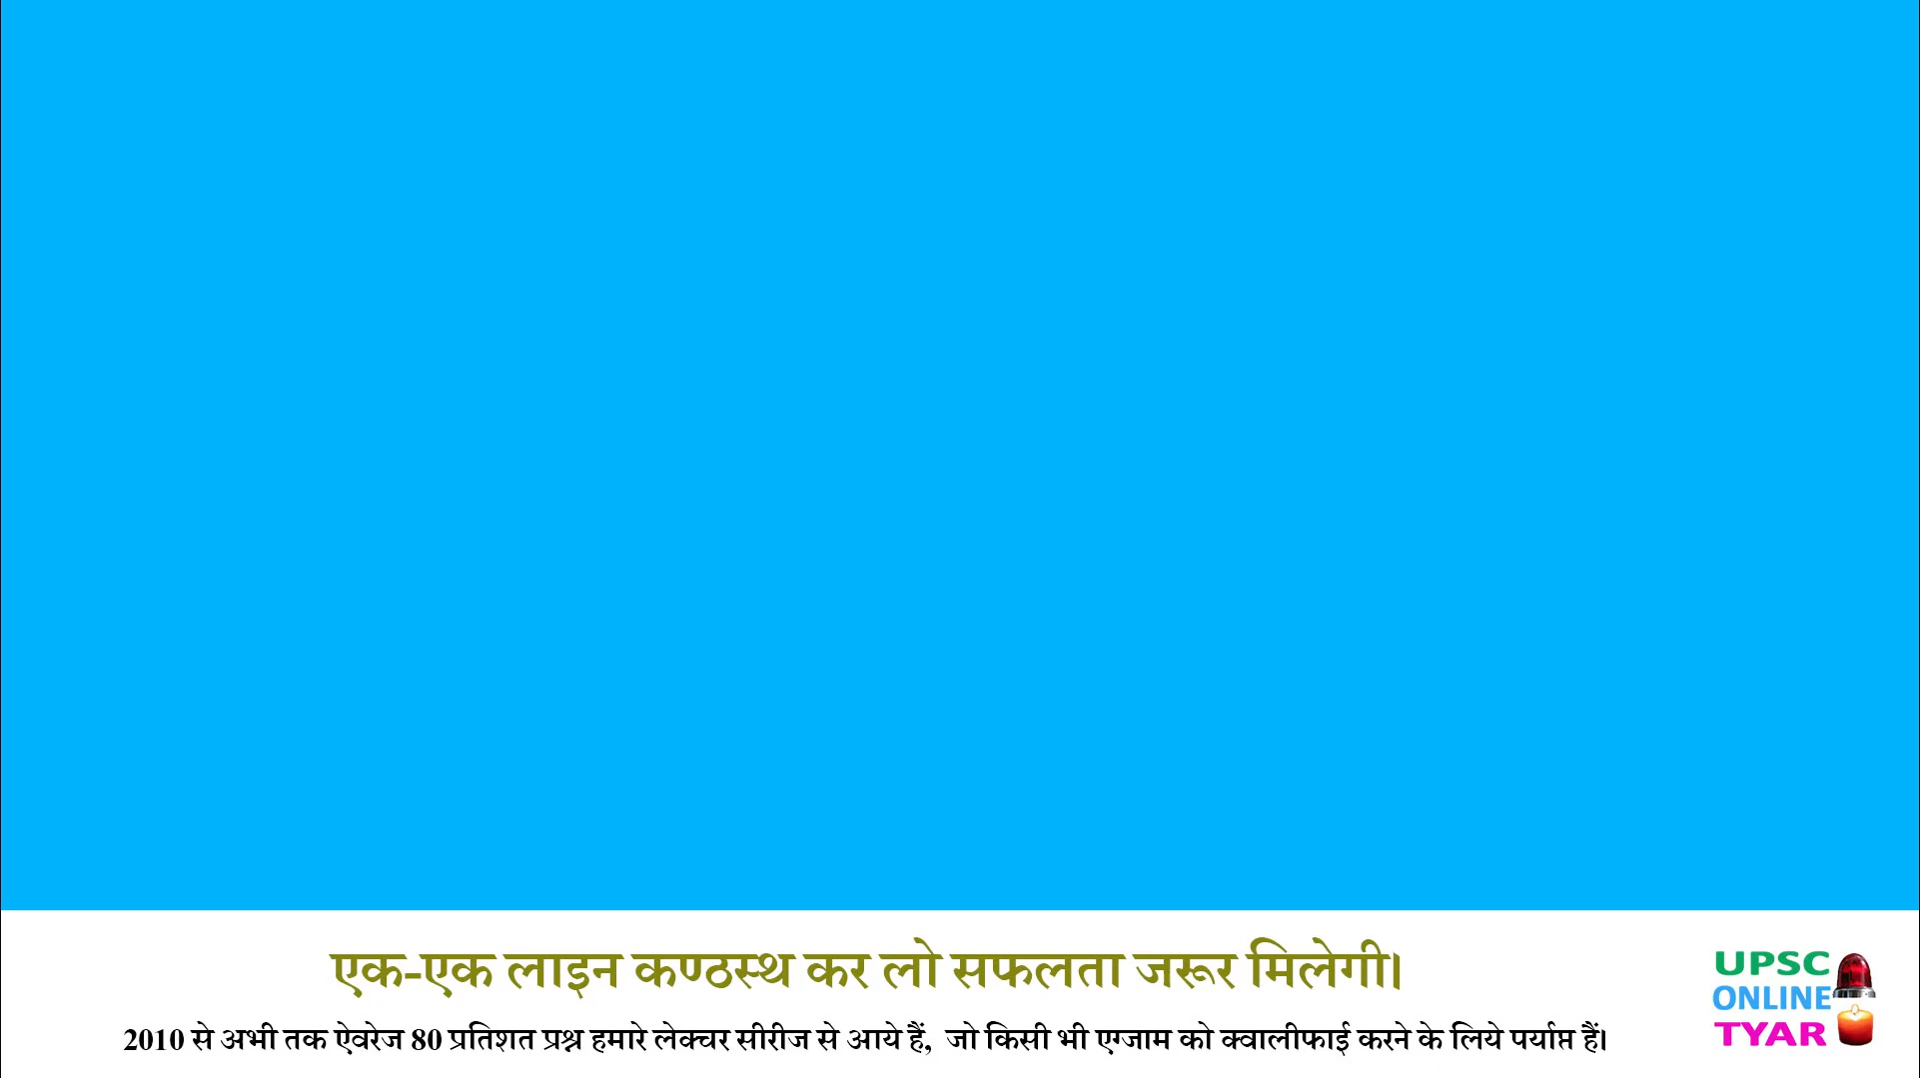 एक-एक लाइन कण्ठस्थ कर लो सफलता जरूर मिलेगी।
2010 से अभी तक ऐवरेज 80 प्रतिशत प्रश्न हमारे लेक्चर सीरीज से आये हैं, जो किसी भी एग्जाम को क्वालीफाई करने के लिये पर्याप्त हैं।
UPSC
ONLINE
TYAR